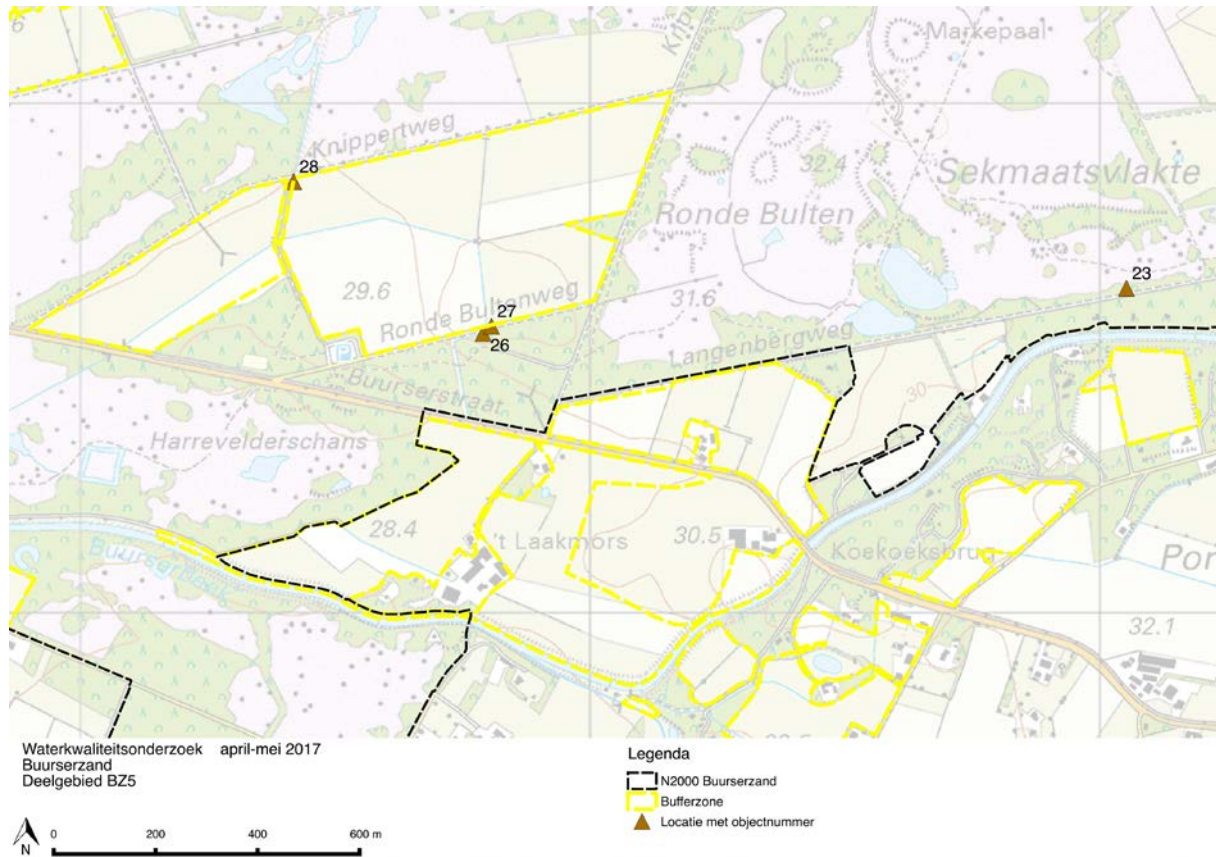 6
Markepaal
Knippertweg
28
32.4
Sekmaatsvlakte
Ronde Bulten
29.6
27
23
Ronde Bultenweg
31.6
26
Langenbergweg
Buurserstraat
30
Harrevelderschans
28.4
't Laakmors
30.5
Koekoeksbrug
Por
32.1
Waterkwaliteitsonderzoek april-mei 2017
Buurserzand
Deelgebied BZ5
Legenda
N2000 Buurserzand
Bufferzone
Locatie met objectnummer
N
0 200 400 600 m